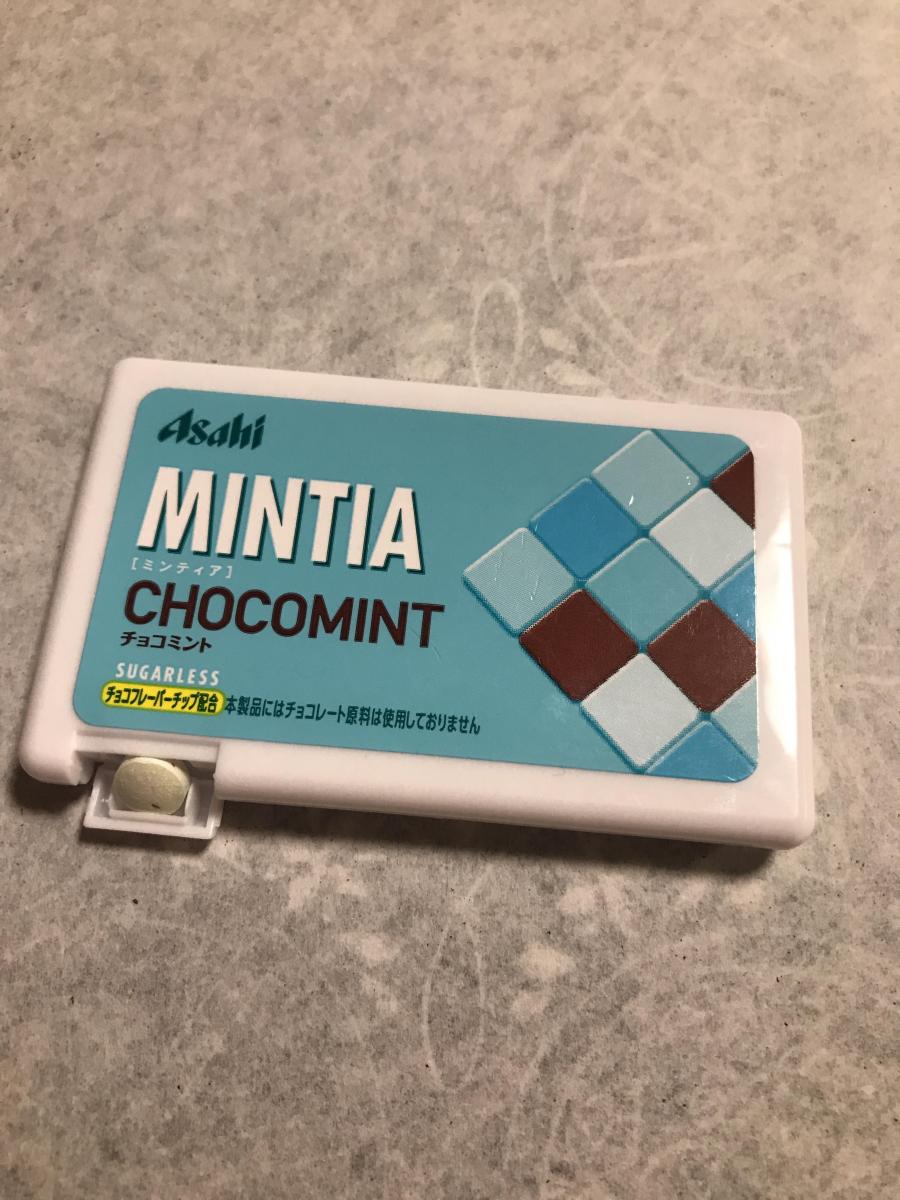 Asahi
MINTIA
[ミンティア]
CHOCOMINT
チョコミント
SUGARLESS
チョコフレーバーチップ配合 本製品にはチョコレート原料は使用しておりません